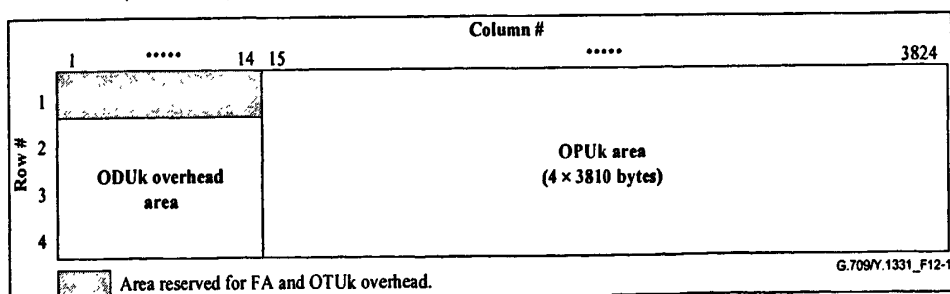 Column #
1 ••••• 14 15 ••••• 3824
Row #
1
2
3
4
ODUk overhead
area
OPUk area
(4 × 3810 bytes)
G.709/Y.1331_F12-1
Area reserved for FA and OTUk overhead.